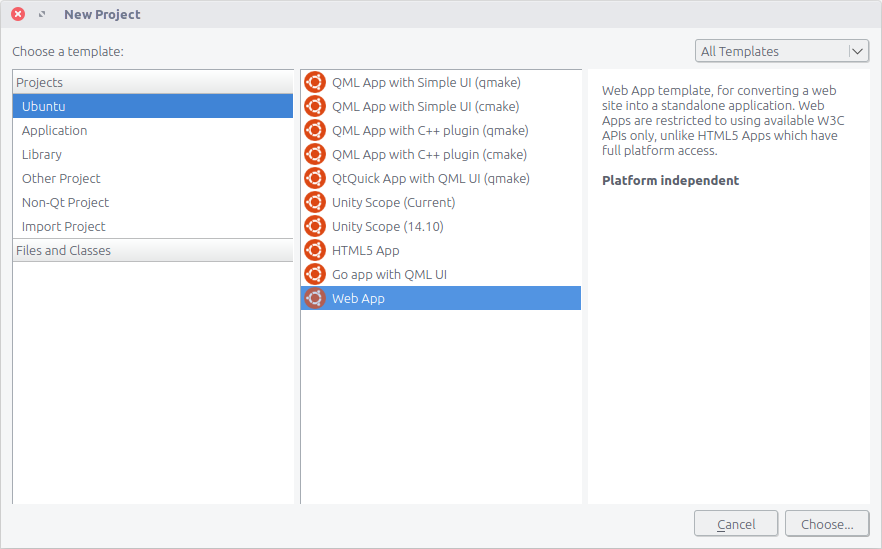 New Project
Choose a template:
All Templates
Projects
Ubuntu
Application
Library
Other Project
Non-Qt Project
Import Project
Files and Classes
QML App with Simple UI (qmake)
QML App with Simple UI (cmake)
QML App with C++ plugin (qmake)
QML App with C++ plugin (cmake)
QtQuick App with QML UI (qmake)
Unity Scope (Current)
Unity Scope (14.10)
HTML5 App
Go app with QML UI
Web App
Web App template, for converting a web
site into a standalone application. Web
Apps are restricted to using available W3C
APIs only, unlike HTML5 Apps which have
full platform access.
Platform independent
Cancel
Choose...